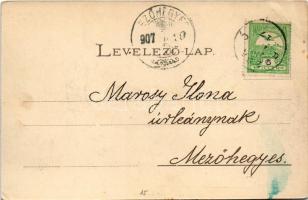 907
LEVELEZŐ-LAP.
Marosy Ilona
úrleánynak
Mezőhegyes.